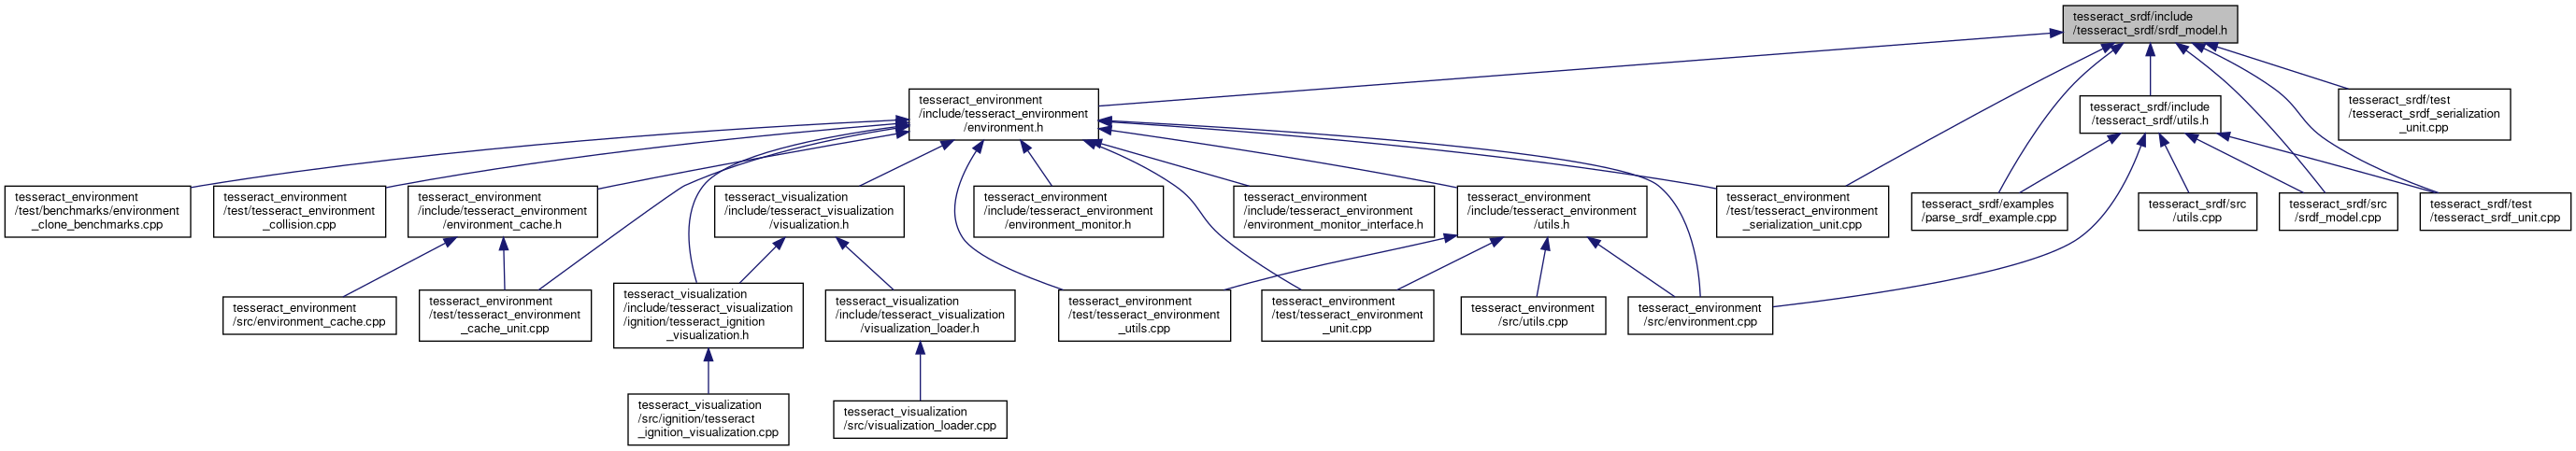 tesseract_srdf/include
/tesseract_srdf/srdf_model.h
tesseract_environment
/include/tesseract_environment
/environment.h
tesseract_srdf/include
/tesseract_srdf/utils.h
tesseract_srdf/test
/tesseract_srdf_serialization
_unit.cpp
tesseract_environment
/test/benchmarks/environment
_clone_benchmarks.cpp
tesseract_environment
/test/tesseract_environment
_collision.cpp
tesseract_environment
/include/tesseract_environment
/environment_cache.h
tesseract_visualization
/include/tesseract_visualization
/visualization.h
tesseract_environment
/include/tesseract_environment
/environment_monitor.h
tesseract_environment
/include/tesseract_environment
/environment_monitor_interface.h
tesseract_environment
/include/tesseract_environment
/utils.h
tesseract_environment
/test/tesseract_environment
_serialization_unit.cpp
tesseract_srdf/examples
/parse_srdf_example.cpp
tesseract_srdf/src
/utils.cpp
tesseract_srdf/src
/srdf_model.cpp
tesseract_srdf/test
/tesseract_srdf_unit.cpp
tesseract_environment
/src/environment_cache.cpp
tesseract_environment
/test/tesseract_environment
_cache_unit.cpp
tesseract_visualization
/include/tesseract_visualization
/ignition/tesseract_ignition
_visualization.h
tesseract_visualization
/include/tesseract_visualization
/visualization_loader.h
tesseract_environment
/test/tesseract_environment
_utils.cpp
tesseract_environment
/test/tesseract_environment
_unit.cpp
tesseract_environment
/src/utils.cpp
tesseract_environment
/src/environment.cpp
tesseract_visualization
/src/ignition/tesseract
_ignition_visualization.cpp
tesseract_visualization
/src/visualization_loader.cpp